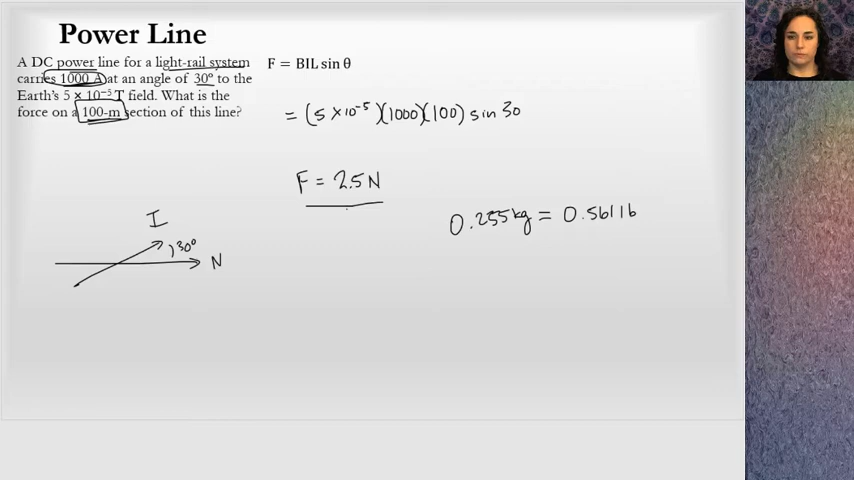 Power Line
A DC power line for a light-rail system
carries 1000 A at an angle of 30° to the
Earth's 5 × 10⁻⁵ T field. What is the
force on a 100-m section of this line?
F = BIL sin θ
= (5 × 10⁻⁵)(1000)(100) sin 30
F = 2.5 N
0.255 kg = 0.561 lb
I
30°
N